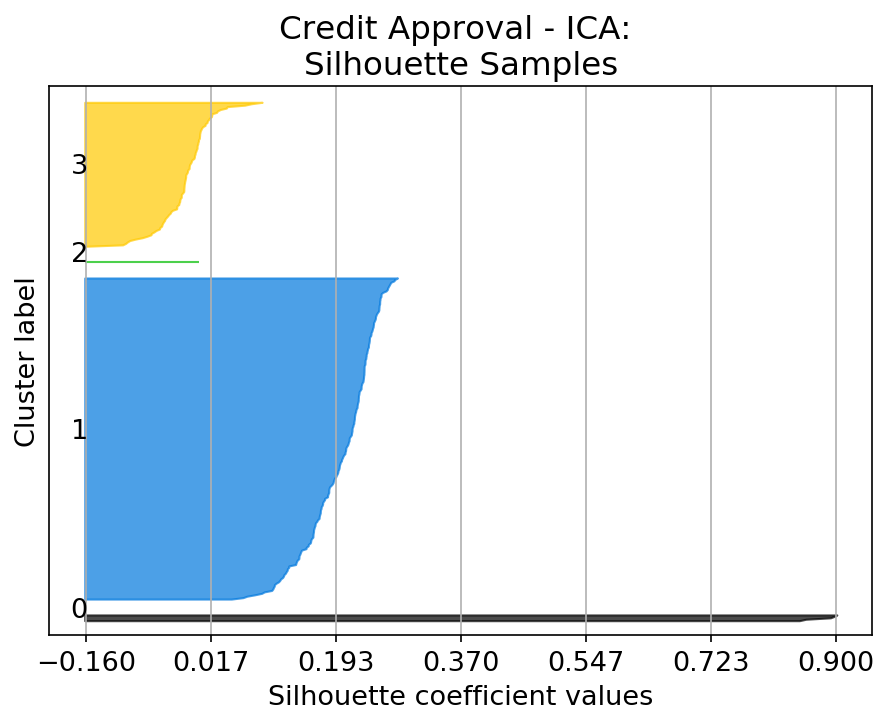 Credit Approval - ICA:
Silhouette Samples
Cluster label
3
2
1
0
−0.160 0.017 0.193 0.370 0.547 0.723 0.900
Silhouette coefficient values